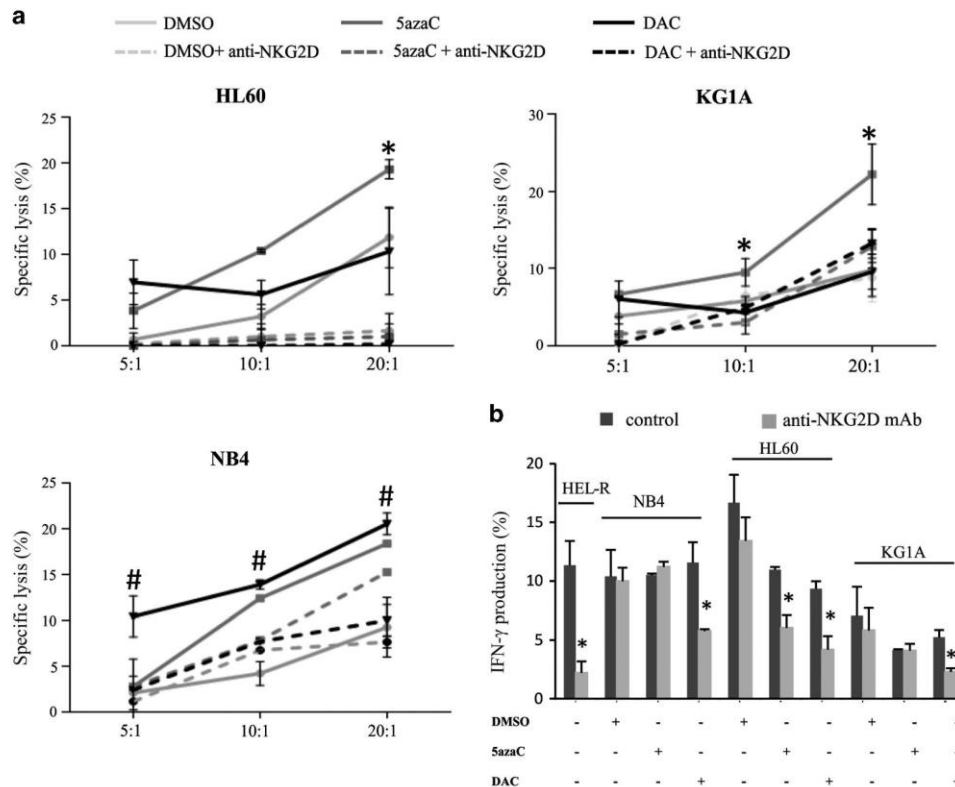 a
DMSO 5azaC DAC
DMSO+ anti-NKG2D 5azaC + anti-NKG2D DAC + anti-NKG2D
HL60
Specific lysis (%)
25
20
15
10
5
0
*
5:1 10:1 20:1
KG1A
Specific lysis (%)
30
20
10
0
* *
5:1 10:1 20:1
NB4
Specific lysis (%)
25
20
15
10
5
0
# # #
5:1 10:1 20:1
b
control anti-NKG2D mAb
HL60
HEL-R NB4 KG1A
IFN-γ production (%)
20
15
10
5
0
* * * * *
DMSO - + - - + - - + - -
5azaC - - + - - + - - + -
DAC - - - + - - + - -